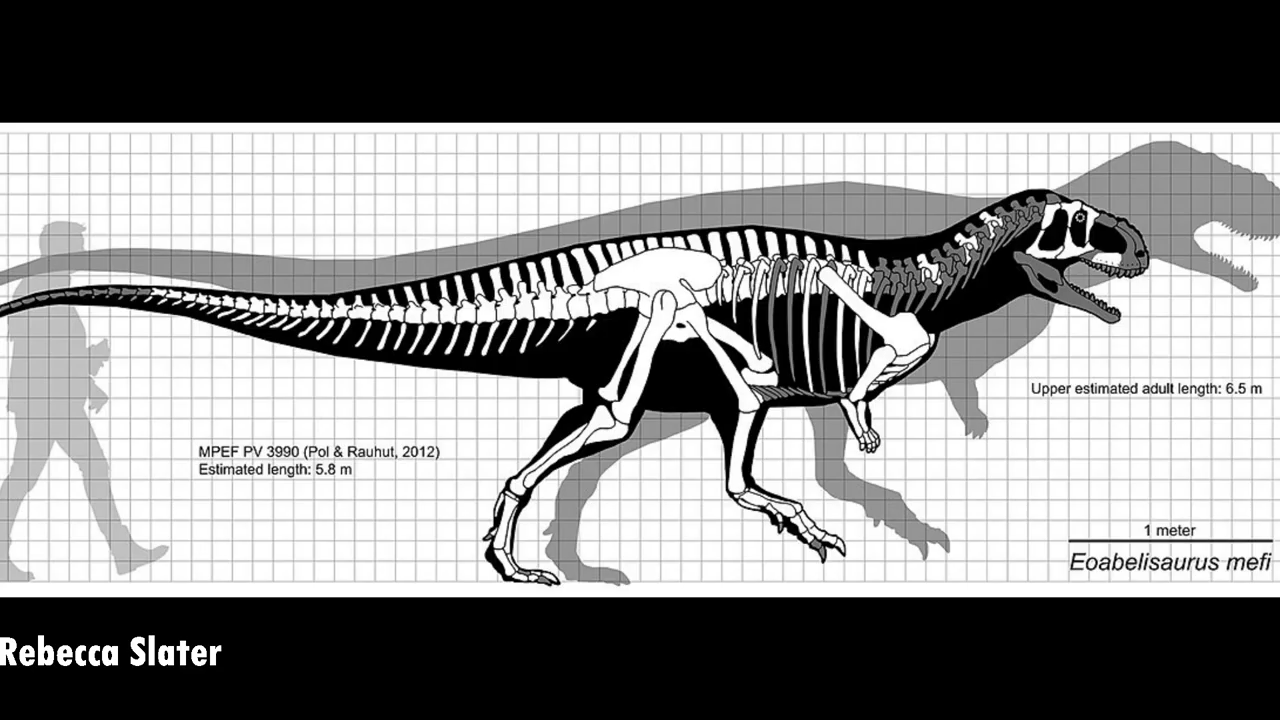 MPEF PV 3990 (Pol & Rauhut, 2012)
Estimated length: 5.8 m
Upper estimated adult length: 6.5 m
1 meter
Eoabelisaurus mefi
Rebecca Slater